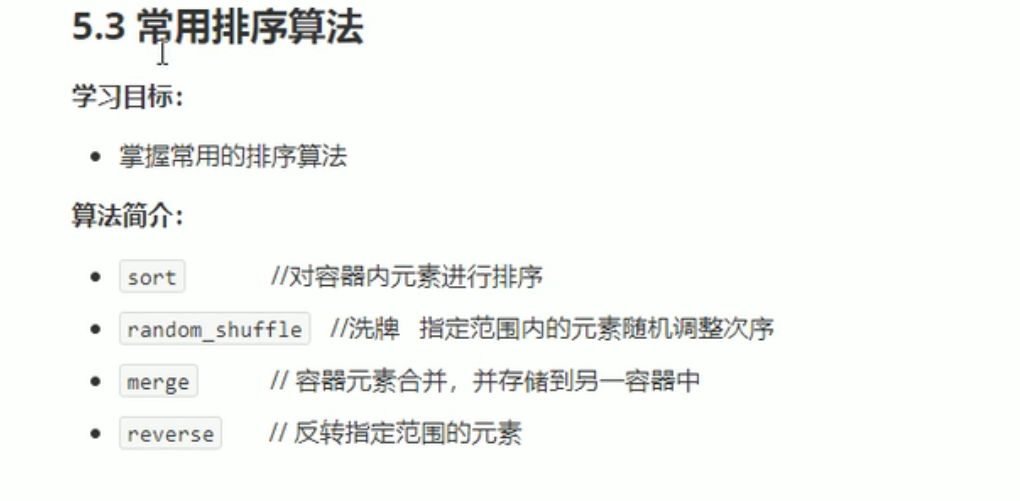 5.3 常用排序算法
学习目标：
掌握常用的排序算法
算法简介：
sort //对容器内元素进行排序
random_shuffle //洗牌 指定范围内的元素随机调整次序
merge // 容器元素合并，并存储到另一容器中
reverse // 反转指定范围的元素